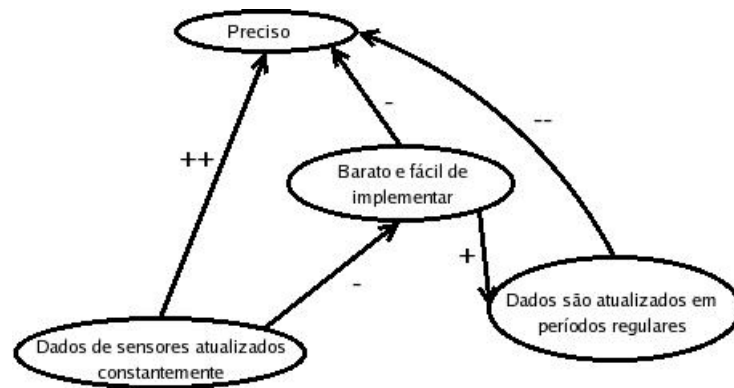 Preciso
-
--
++
Barato e fácil de
implementar
+
-
Dados são atualizados em
períodos regulares
Dados de sensores atualizados
constantemente